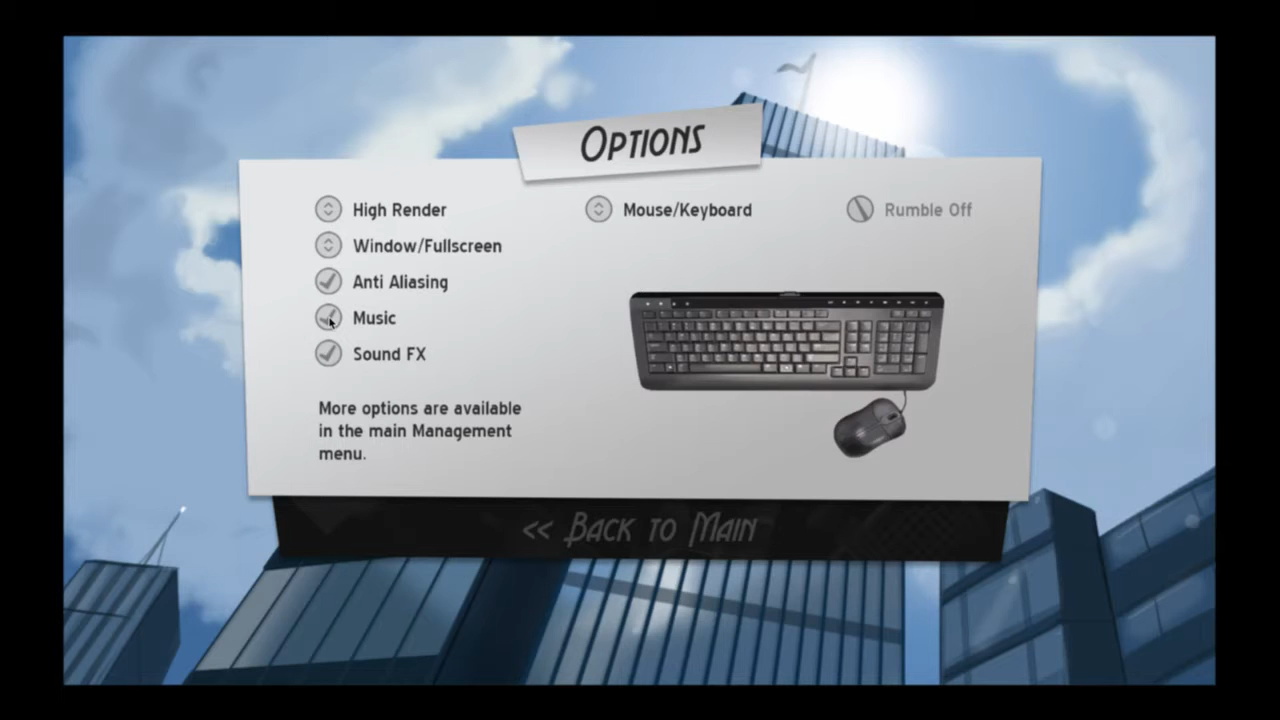 Options
High Render
Window/Fullscreen
Anti Aliasing
Music
Sound FX
More options are available
in the main Management
menu.
Mouse/Keyboard
Rumble Off
<< Back to Main